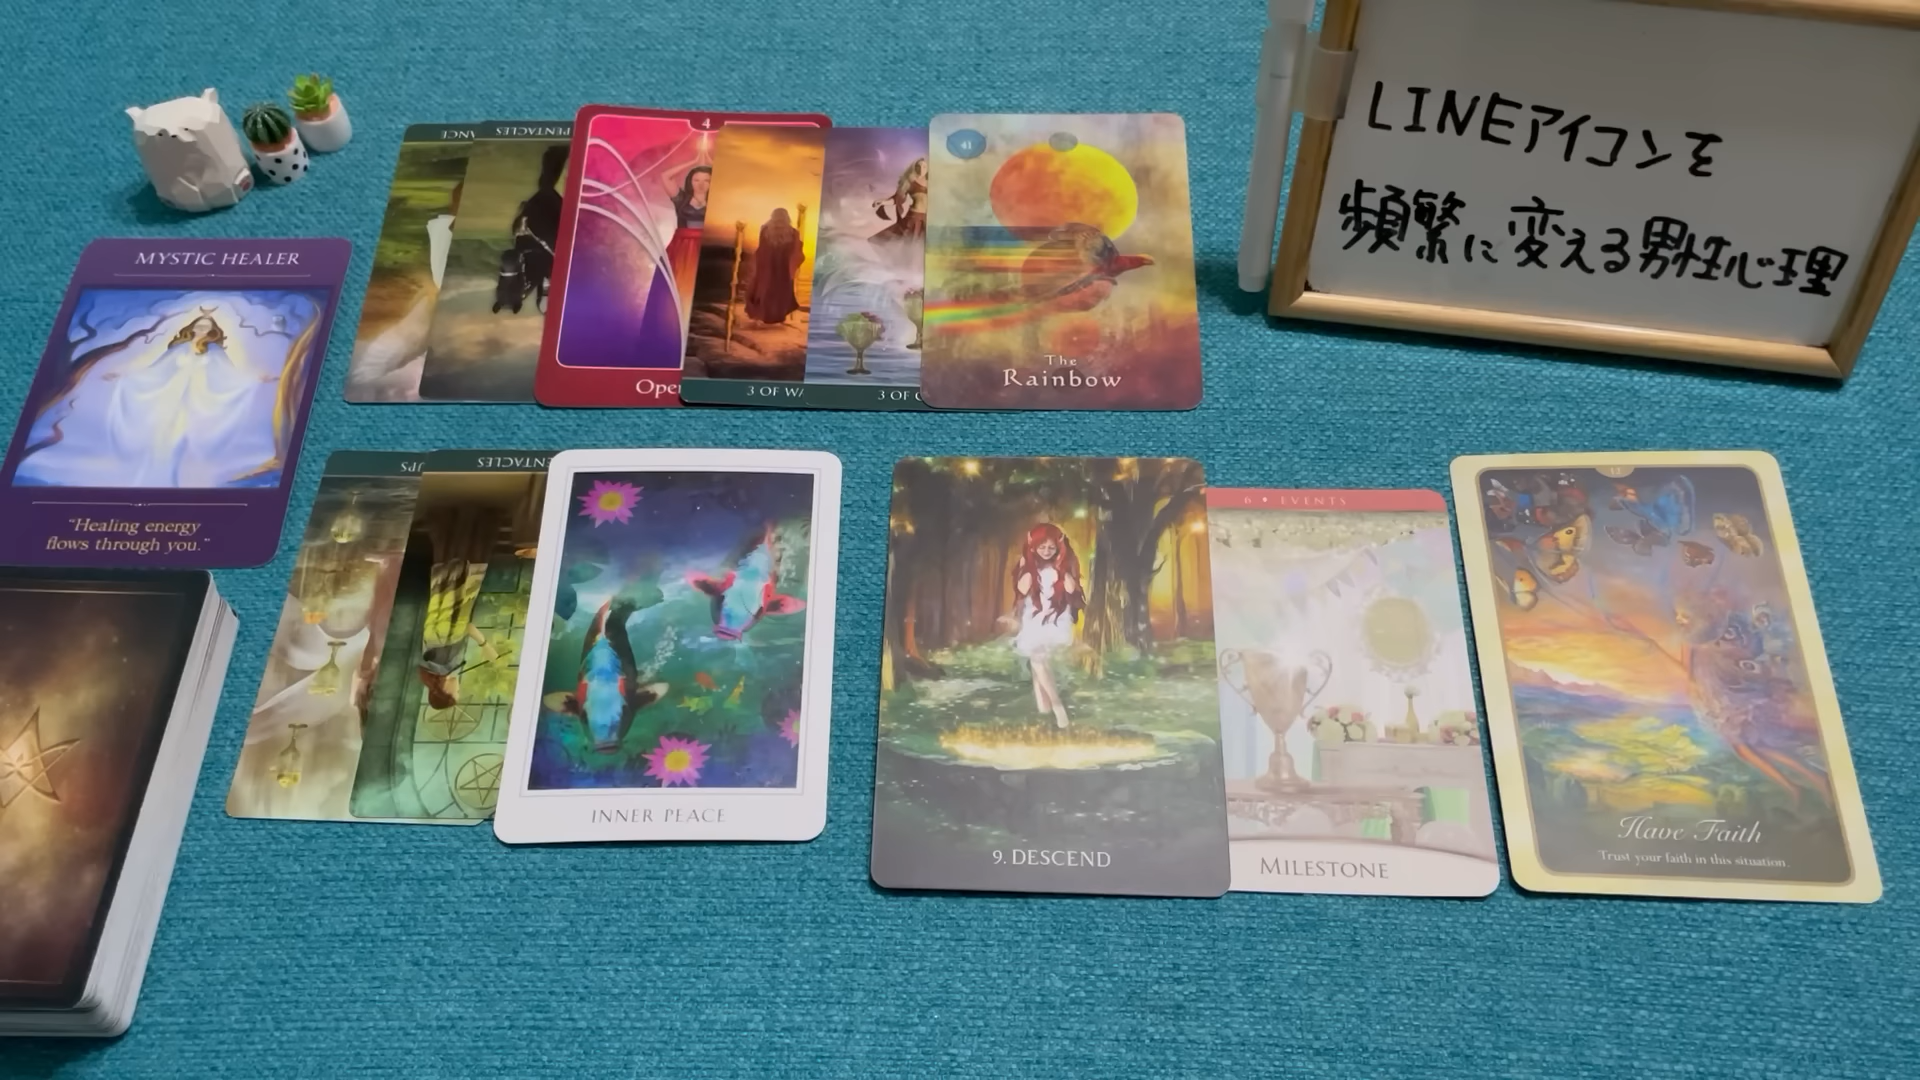 LINEアイコンを
頻繁に変える男性心理
MYSTIC HEALER
"Healing energy
flows through you."
PENTACLES
4
3 OF
3 OF
41
The
Rainbow
PENTACLES
INNER PEACE
9. DESCEND
6 • EVENTS
MILESTONE
Have Faith
Trust your faith in this situation.